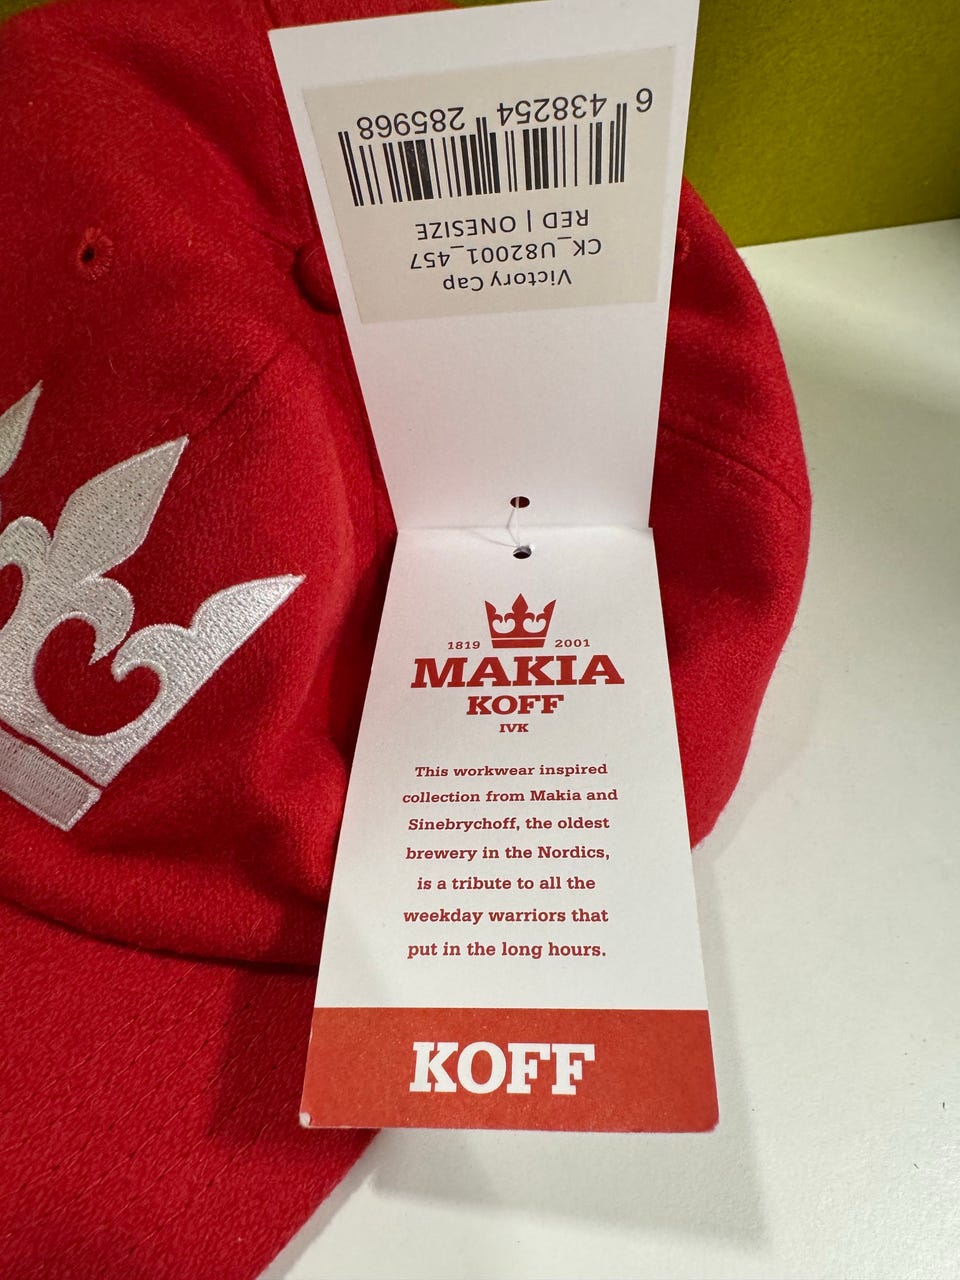 Victory Cap
CK_U82001_457
RED | ONESIZE
6 438254 285968
1819 2001
MAKIA
KOFF
IVK
This workwear inspired
collection from Makia and
Sinebrychoff, the oldest
brewery in the Nordics,
is a tribute to all the
weekday warriors that
put in the long hours.
KOFF